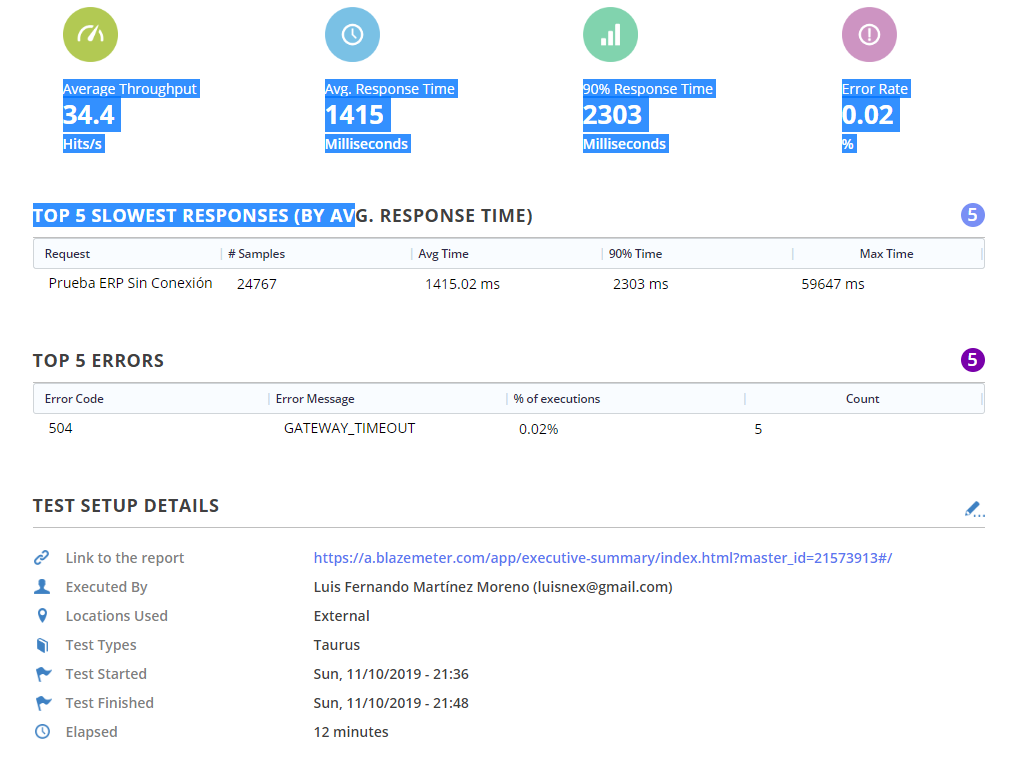 Average Throughput Avg. Response Time 90% Response Time Error Rate
34.4 1415 2303 0.02
Hits/s Milliseconds Milliseconds %
TOP 5 SLOWEST RESPONSES (BY AVG. RESPONSE TIME) 5
Request # Samples Avg Time 90% Time Max Time
Prueba ERP Sin Conexión 24767 1415.02 ms 2303 ms 59647 ms
TOP 5 ERRORS 5
Error Code Error Message % of executions Count
504 GATEWAY_TIMEOUT 0.02% 5
TEST SETUP DETAILS
Link to the report https://a.blazemeter.com/app/executive-summary/index.html?master_id=21573913#/
Executed By Luis Fernando Martínez Moreno (luisnex@gmail.com)
Locations Used External
Test Types Taurus
Test Started Sun, 11/10/2019 - 21:36
Test Finished Sun, 11/10/2019 - 21:48
Elapsed 12 minutes